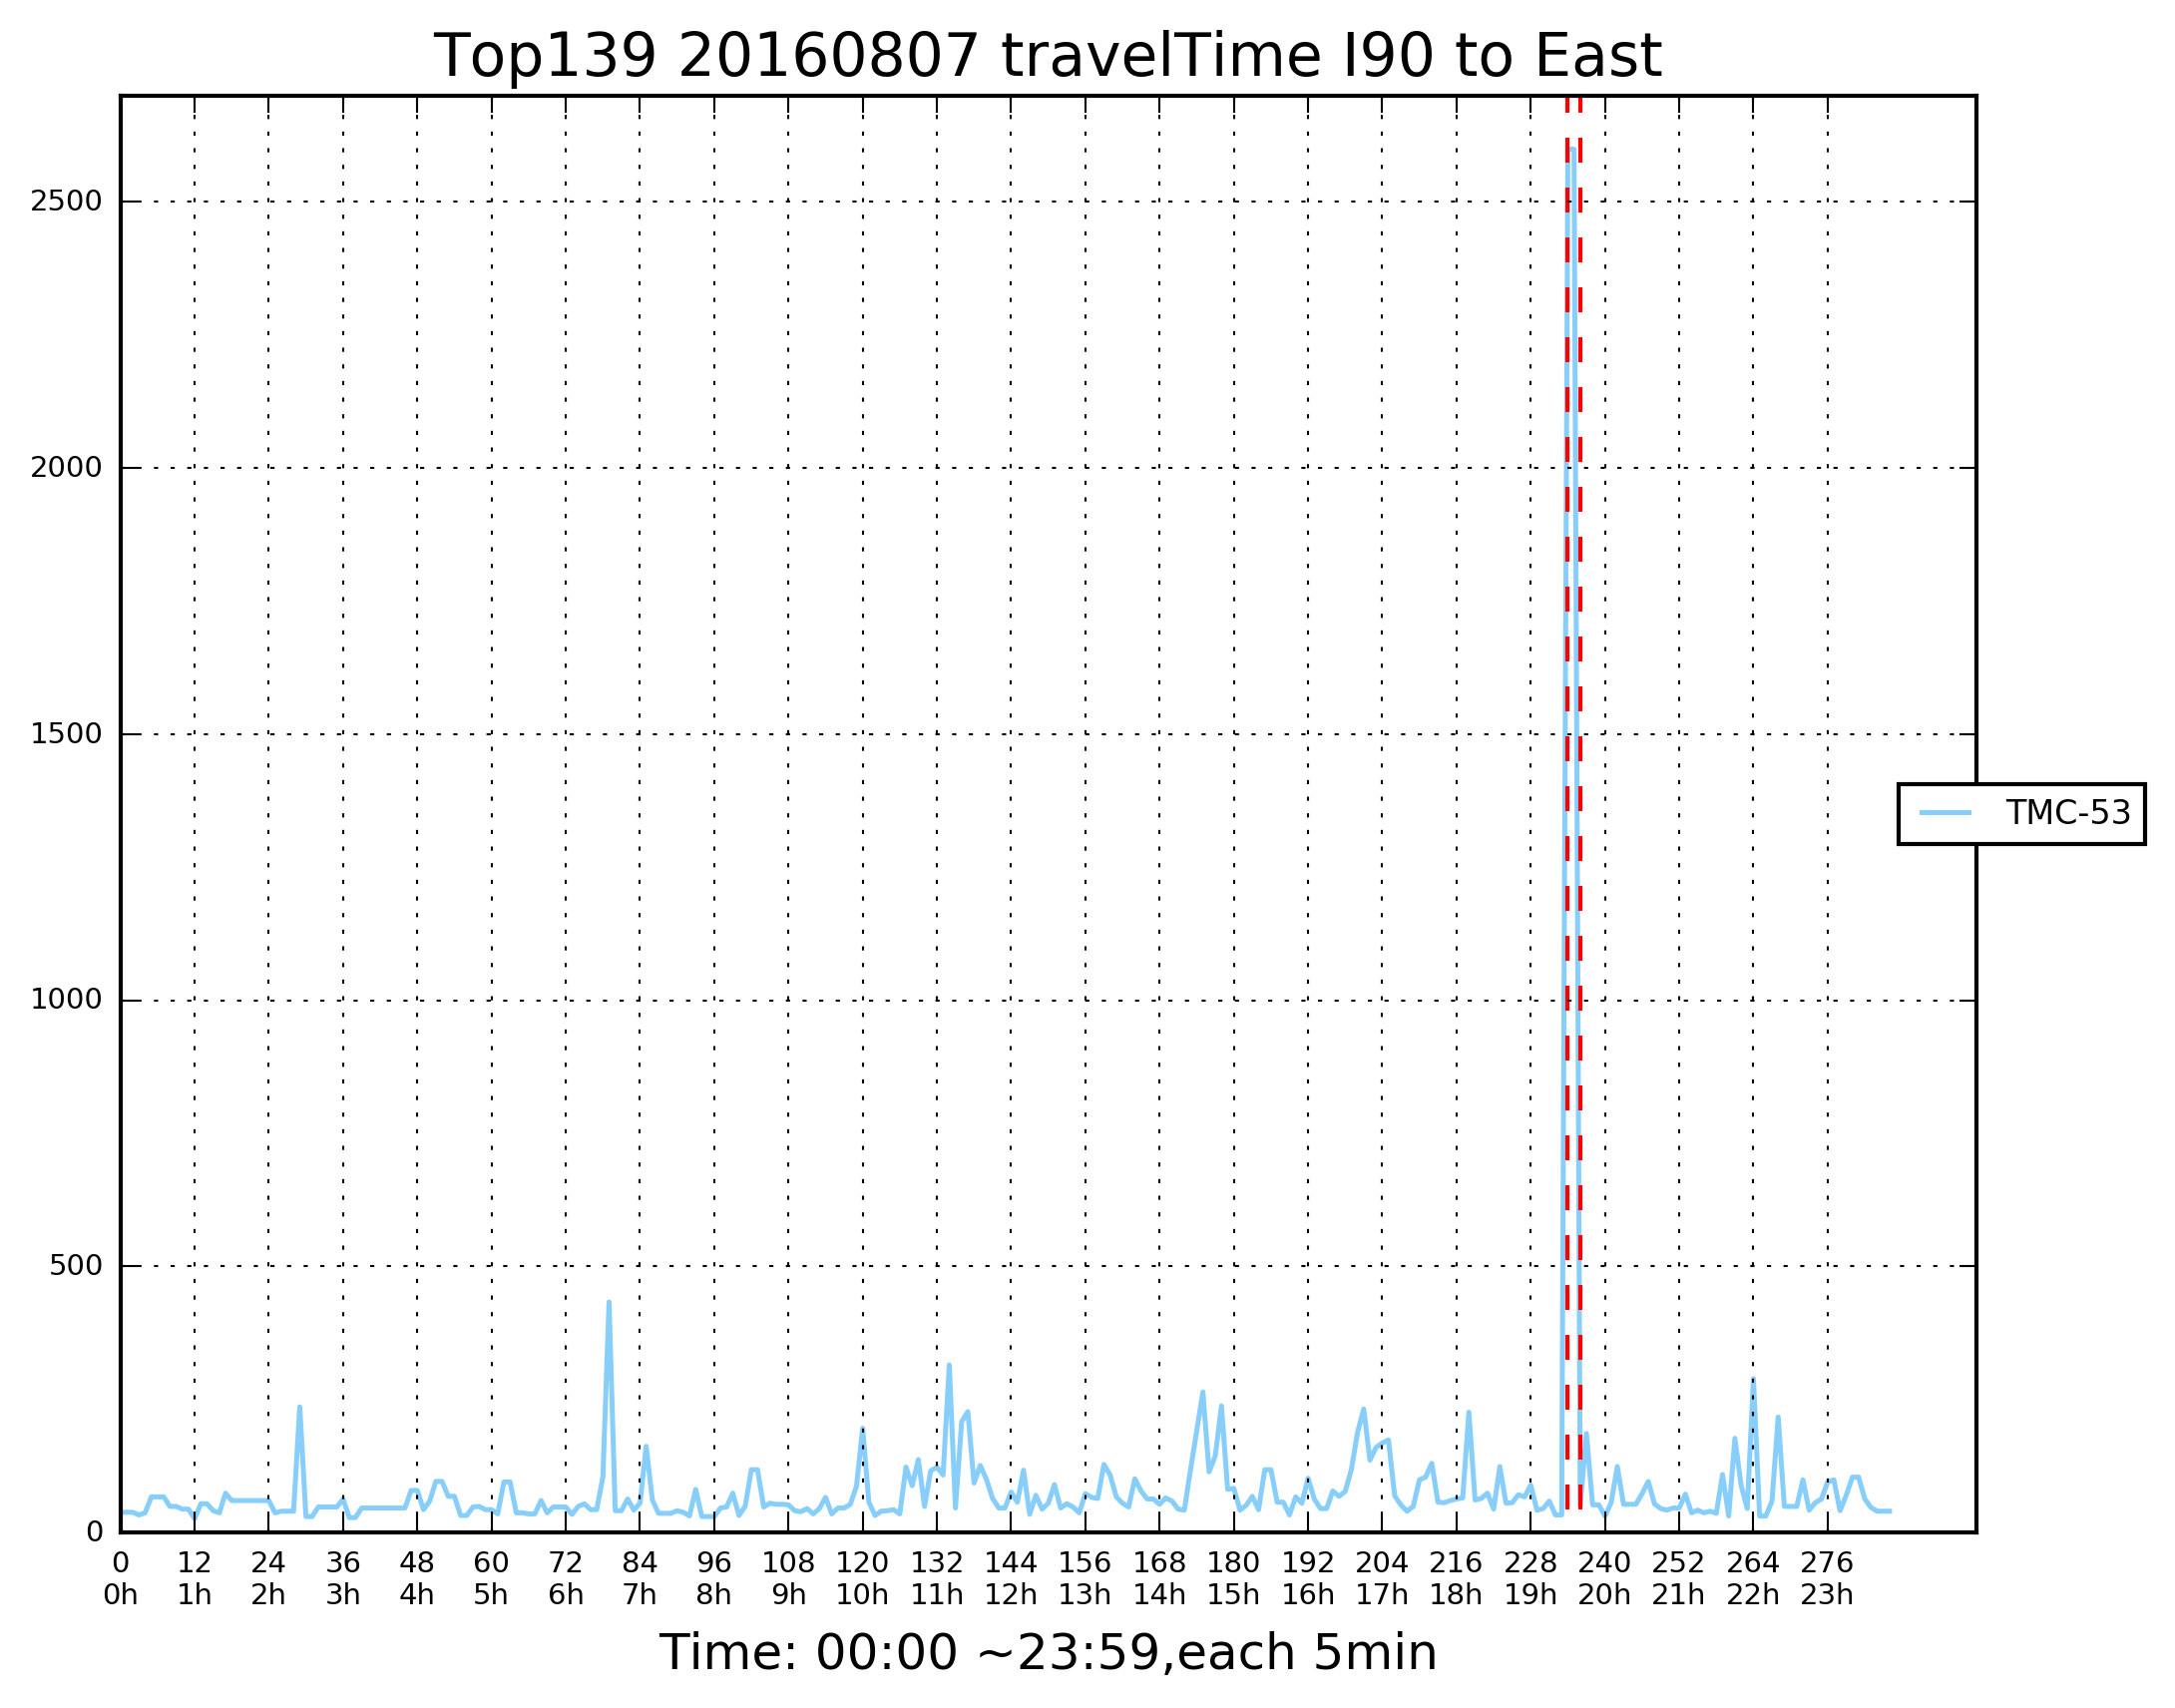 Top139 20160807 travelTime I90 to East
2500
2000
1500
1000
500
0
TMC-53
0 12 24 36 48 60 72 84 96 108 120 132 144 156 168 180 192 204 216 228 240 252 264 276
0h 1h 2h 3h 4h 5h 6h 7h 8h 9h 10h 11h 12h 13h 14h 15h 16h 17h 18h 19h 20h 21h 22h 23h
Time: 00:00 ~23:59,each 5min